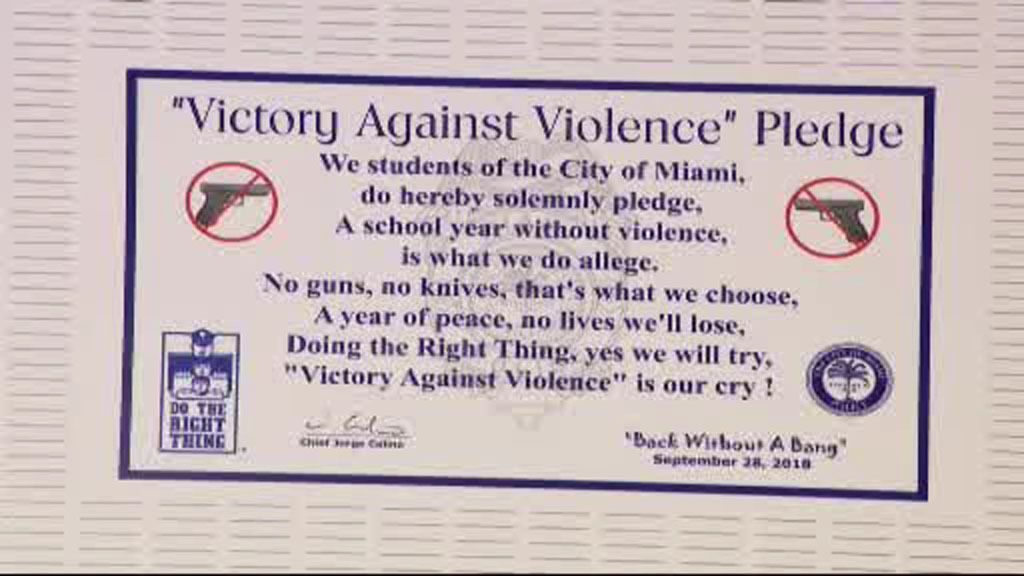 "Victory Against Violence" Pledge
We students of the City of Miami,
do hereby solemnly pledge,
A school year without violence,
is what we do allege.
No guns, no knives, that's what we choose,
A year of peace, no lives we'll lose,
Doing the Right Thing, yes we will try,
"Victory Against Violence" is our cry !
DO THE
RIGHT
THING
Chief Jorge Colina
"Back Without A Bang"
September 28, 2018